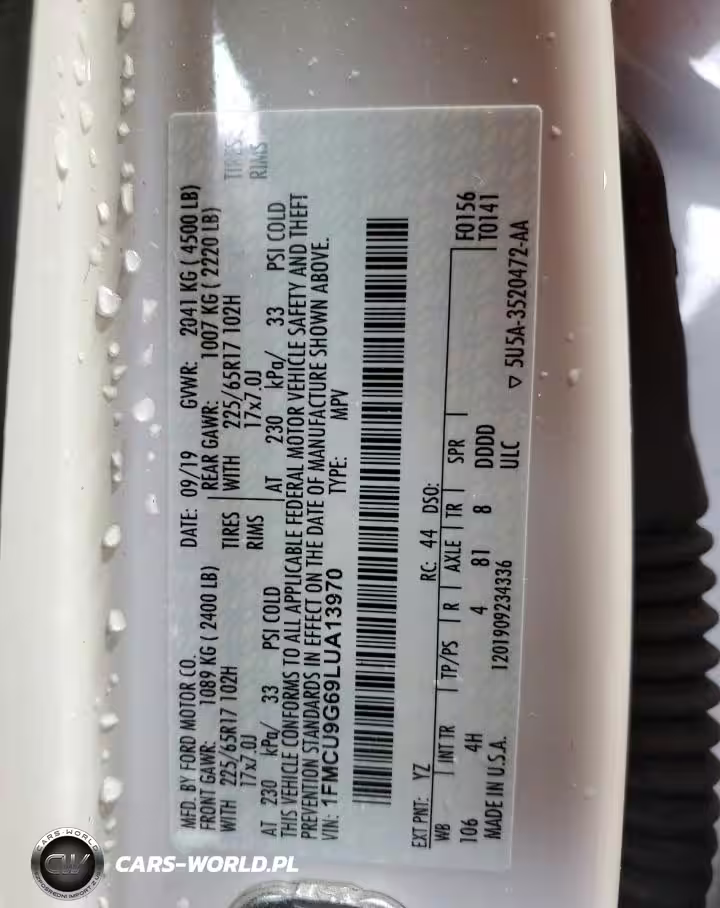 MFD. BY FORD MOTOR CO.
DATE: 09/19 GVWR: 2041 KG ( 4500 LB)
FRONT GAWR: 1089 KG ( 2400 LB) REAR GAWR: 1007 KG ( 2220 LB)
WITH 225/65R17 102H TIRES WITH 225/65R17 102H TIRES
17x7.0J RIMS 17x7.0J RIMS
AT 230 kPa/ 33 PSI COLD AT 230 kPa/ 33 PSI COLD
THIS VEHICLE CONFORMS TO ALL APPLICABLE FEDERAL MOTOR VEHICLE SAFETY AND THEFT
PREVENTION STANDARDS IN EFFECT ON THE DATE OF MANUFACTURE SHOWN ABOVE.
VIN: 1FMCU9G69LUA13970 TYPE: MPV
EXT PNT: YZ RC: 44 DSO: F0156
WB INT TR TP/PS R AXLE TR SPR T0141
106 4H 4 81 8 DDDD
MADE IN U.S.A. 1201909234336 ULC ▽ 5U5A-3520472-AA
CARS-WORLD
CW
CARS-WORLD.PL